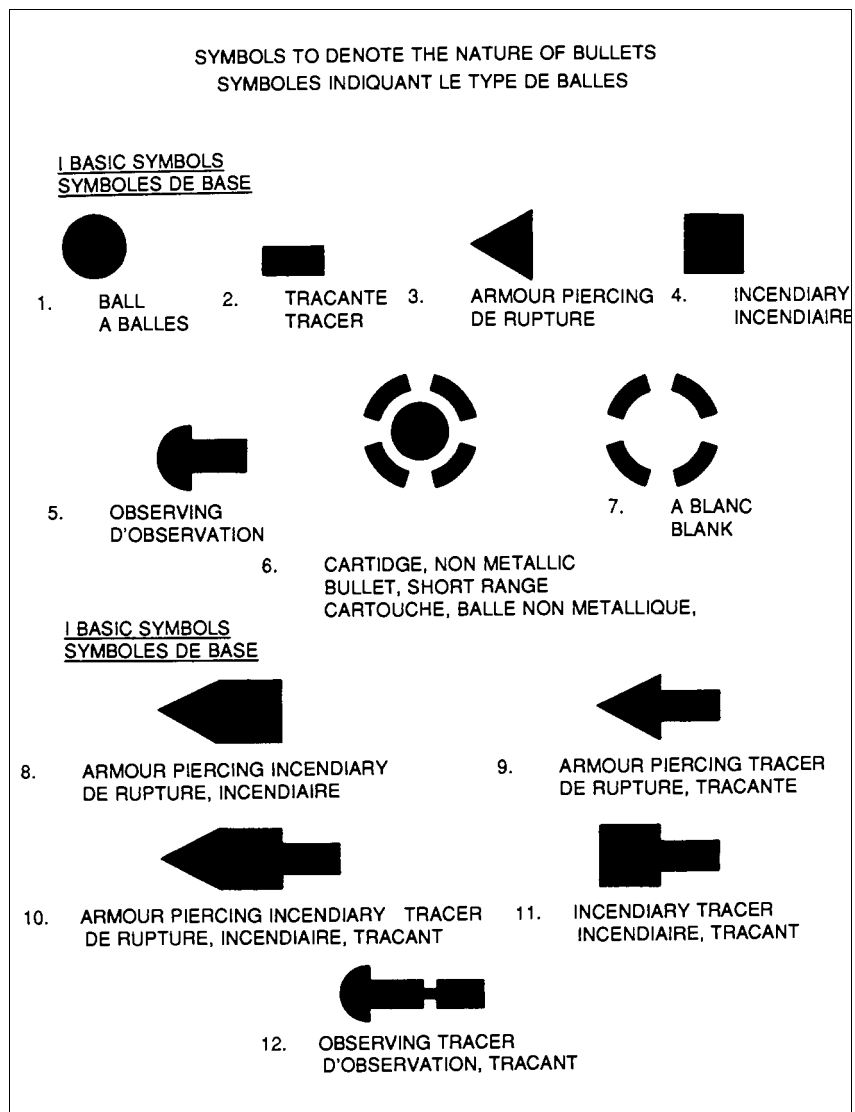 SYMBOLS TO DENOTE THE NATURE OF BULLETS
SYMBOLES INDIQUANT LE TYPE DE BALLES
I BASIC SYMBOLS
SYMBOLES DE BASE
1. BALL
A BALLES
2. TRACANTE
TRACER
3. ARMOUR PIERCING
DE RUPTURE
4. INCENDIARY
INCENDIAIRE
5. OBSERVING
D'OBSERVATION
6. CARTIDGE, NON METALLIC
BULLET, SHORT RANGE
CARTOUCHE, BALLE NON METALLIQUE,
7. A BLANC
BLANK
I BASIC SYMBOLS
SYMBOLES DE BASE
8. ARMOUR PIERCING INCENDIARY
DE RUPTURE, INCENDIAIRE
9. ARMOUR PIERCING TRACER
DE RUPTURE, TRACANTE
10. ARMOUR PIERCING INCENDIARY TRACER
DE RUPTURE, INCENDIAIRE, TRACANT
11. INCENDIARY TRACER
INCENDIAIRE, TRACANT
12. OBSERVING TRACER
D'OBSERVATION, TRACANT